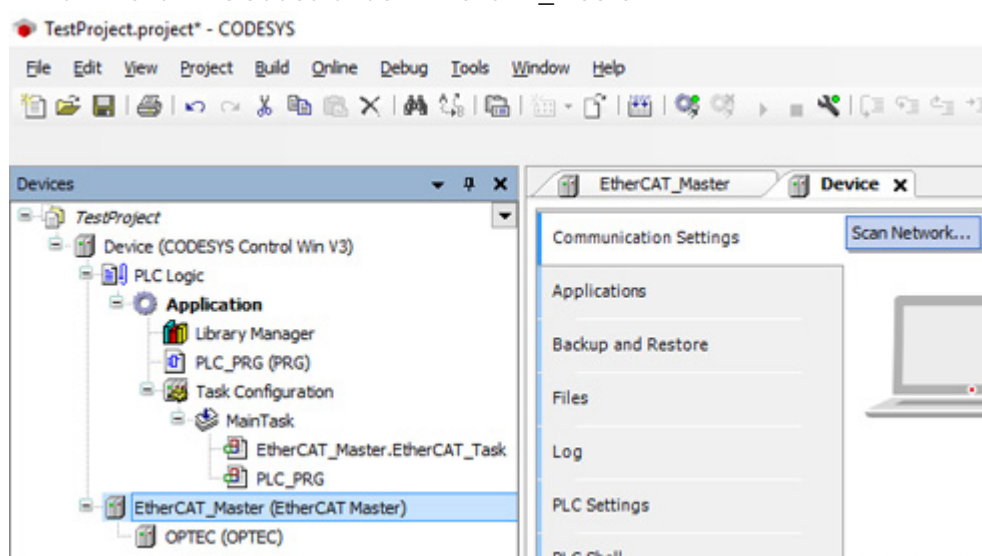 TestProject.project* - CODESYS
File Edit View Project Build Online Debug Tools Window Help
Devices
EtherCAT_Master
Device
TestProject
Device (CODESYS Control Win V3)
PLC Logic
Application
Library Manager
PLC_PRG (PRG)
Task Configuration
MainTask
EtherCAT_Master.EtherCAT_Task
PLC_PRG
EtherCAT_Master (EtherCAT Master)
OPTEC (OPTEC)
Communication Settings
Scan Network...
Applications
Backup and Restore
Files
Log
PLC Settings
PLC Shell